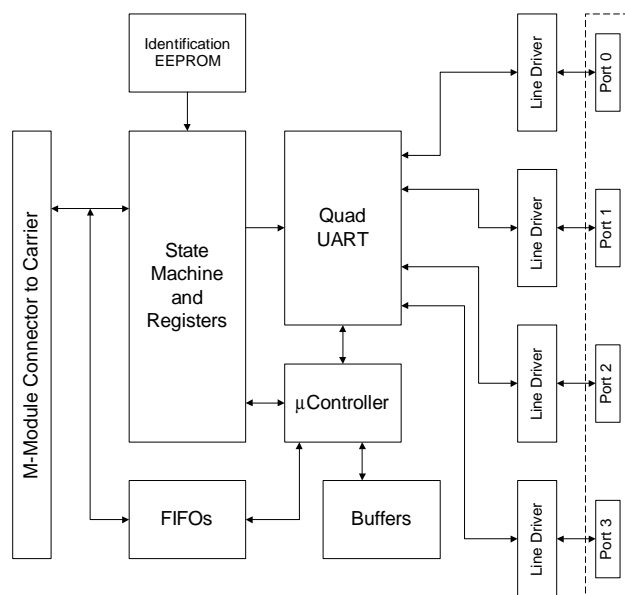 Identification
EEPROM
Line Driver
Port 0
M-Module Connector to Carrier
State
Machine
and
Registers
Quad
UART
Line Driver
Port 1
Line Driver
Port 2
μController
FIFOs
Buffers
Line Driver
Port 3